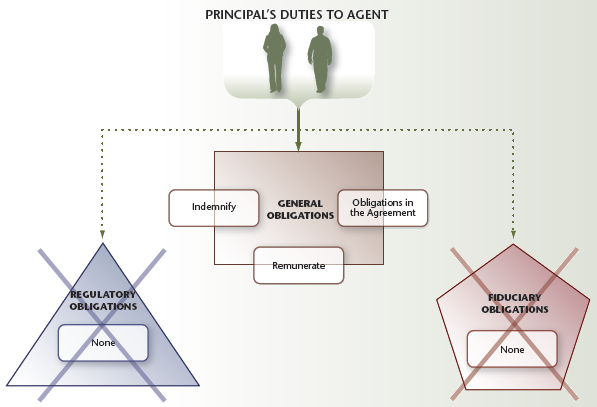 PRINCIPAL'S DUTIES TO AGENT
Indemnify
GENERAL
OBLIGATIONS
Obligations in
the Agreement
Remunerate
REGULATORY
OBLIGATIONS
None
FIDUCIARY
OBLIGATIONS
None